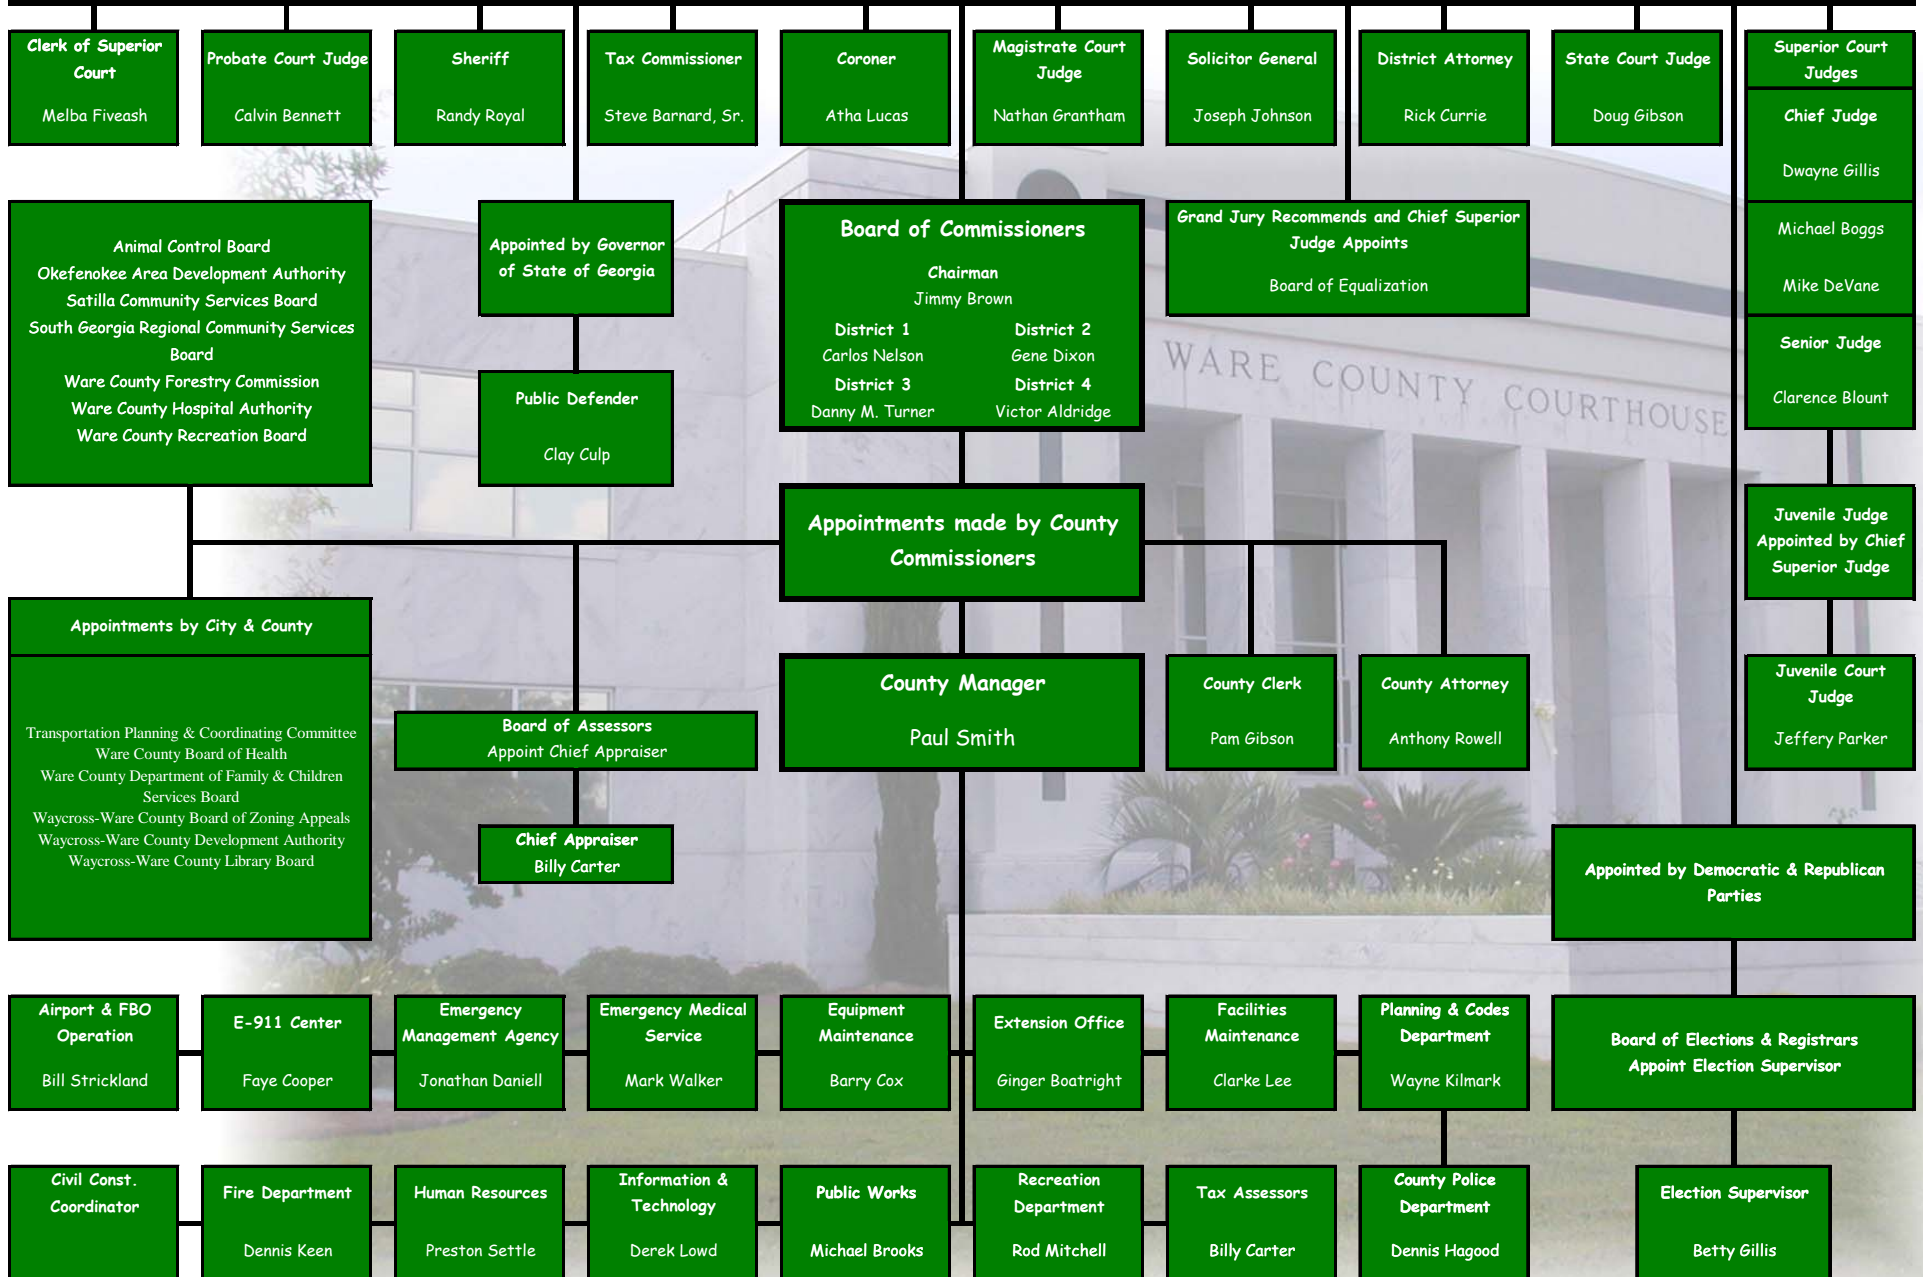 Clerk of Superior
Court
Melba Fiveash
Probate Court Judge
Calvin Bennett
Sheriff
Randy Royal
Tax Commissioner
Steve Barnard, Sr.
Coroner
Atha Lucas
Magistrate Court
Judge
Nathan Grantham
Solicitor General
Joseph Johnson
District Attorney
Rick Currie
State Court Judge
Doug Gibson
Superior Court
Judges
Chief Judge
Dwayne Gillis
Michael Boggs
Mike DeVane
Senior Judge
Clarence Blount
Animal Control Board
Okefenokee Area Development Authority
Satilla Community Services Board
South Georgia Regional Community Services
Board
Ware County Forestry Commission
Ware County Hospital Authority
Ware County Recreation Board
Appointed by Governor
of State of Georgia
Public Defender
Clay Culp
Board of Commissioners
Chairman
Jimmy Brown
District 1
District 2
Carlos Nelson
Gene Dixon
District 3
District 4
Danny M. Turner
Victor Aldridge
Grand Jury Recommends and Chief Superior
Judge Appoints
Board of Equalization
WARE COUNTY COURTHOUSE
Appointments made by County
Commissioners
Juvenile Judge
Appointed by Chief
Superior Judge
Appointments by City & County
Transportation Planning & Coordinating Committee
Ware County Board of Health
Ware County Department of Family & Children
Services Board
Waycross-Ware County Board of Zoning Appeals
Waycross-Ware County Development Authority
Waycross-Ware County Library Board
Board of Assessors
Appoint Chief Appraiser
Chief Appraiser
Billy Carter
County Manager
Paul Smith
County Clerk
Pam Gibson
County Attorney
Anthony Rowell
Juvenile Court
Judge
Jeffery Parker
Appointed by Democratic & Republican
Parties
Airport & FBO
Operation
Bill Strickland
E-911 Center
Faye Cooper
Emergency
Management Agency
Jonathan Daniell
Emergency Medical
Service
Mark Walker
Equipment
Maintenance
Barry Cox
Extension Office
Ginger Boatright
Facilities
Maintenance
Clarke Lee
Planning & Codes
Department
Wayne Kilmark
Board of Elections & Registrars
Appoint Election Supervisor
Civil Const.
Coordinator
Fire Department
Dennis Keen
Human Resources
Preston Settle
Information &
Technology
Derek Lowd
Public Works
Michael Brooks
Recreation
Department
Rod Mitchell
Tax Assessors
Billy Carter
County Police
Department
Dennis Hagood
Election Supervisor
Betty Gillis